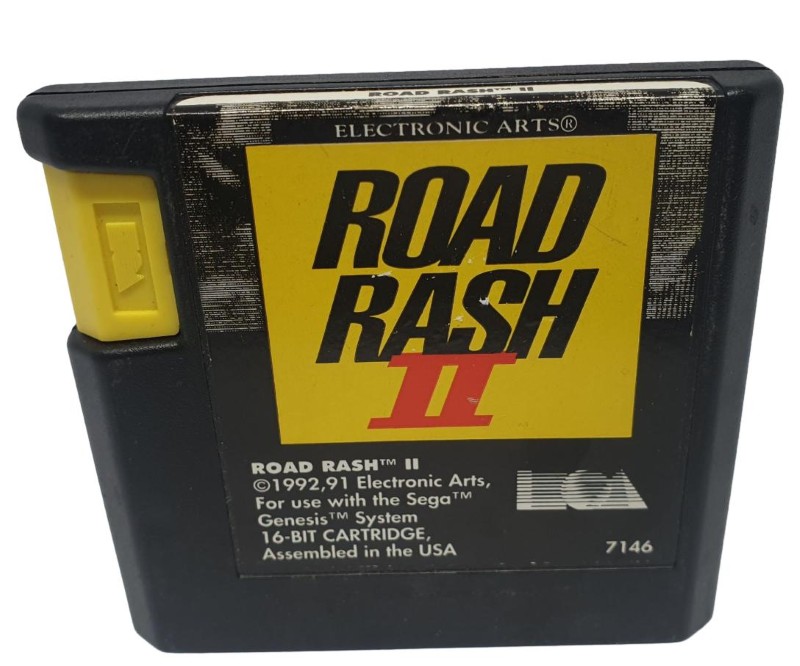 ROAD RASH™ II
ELECTRONIC ARTS®
ROAD
RASH
II
ROAD RASH™ II
©1992,91 Electronic Arts,
For use with the Sega™
Genesis™ System
16-BIT CARTRIDGE,
Assembled in the USA
EA
7146